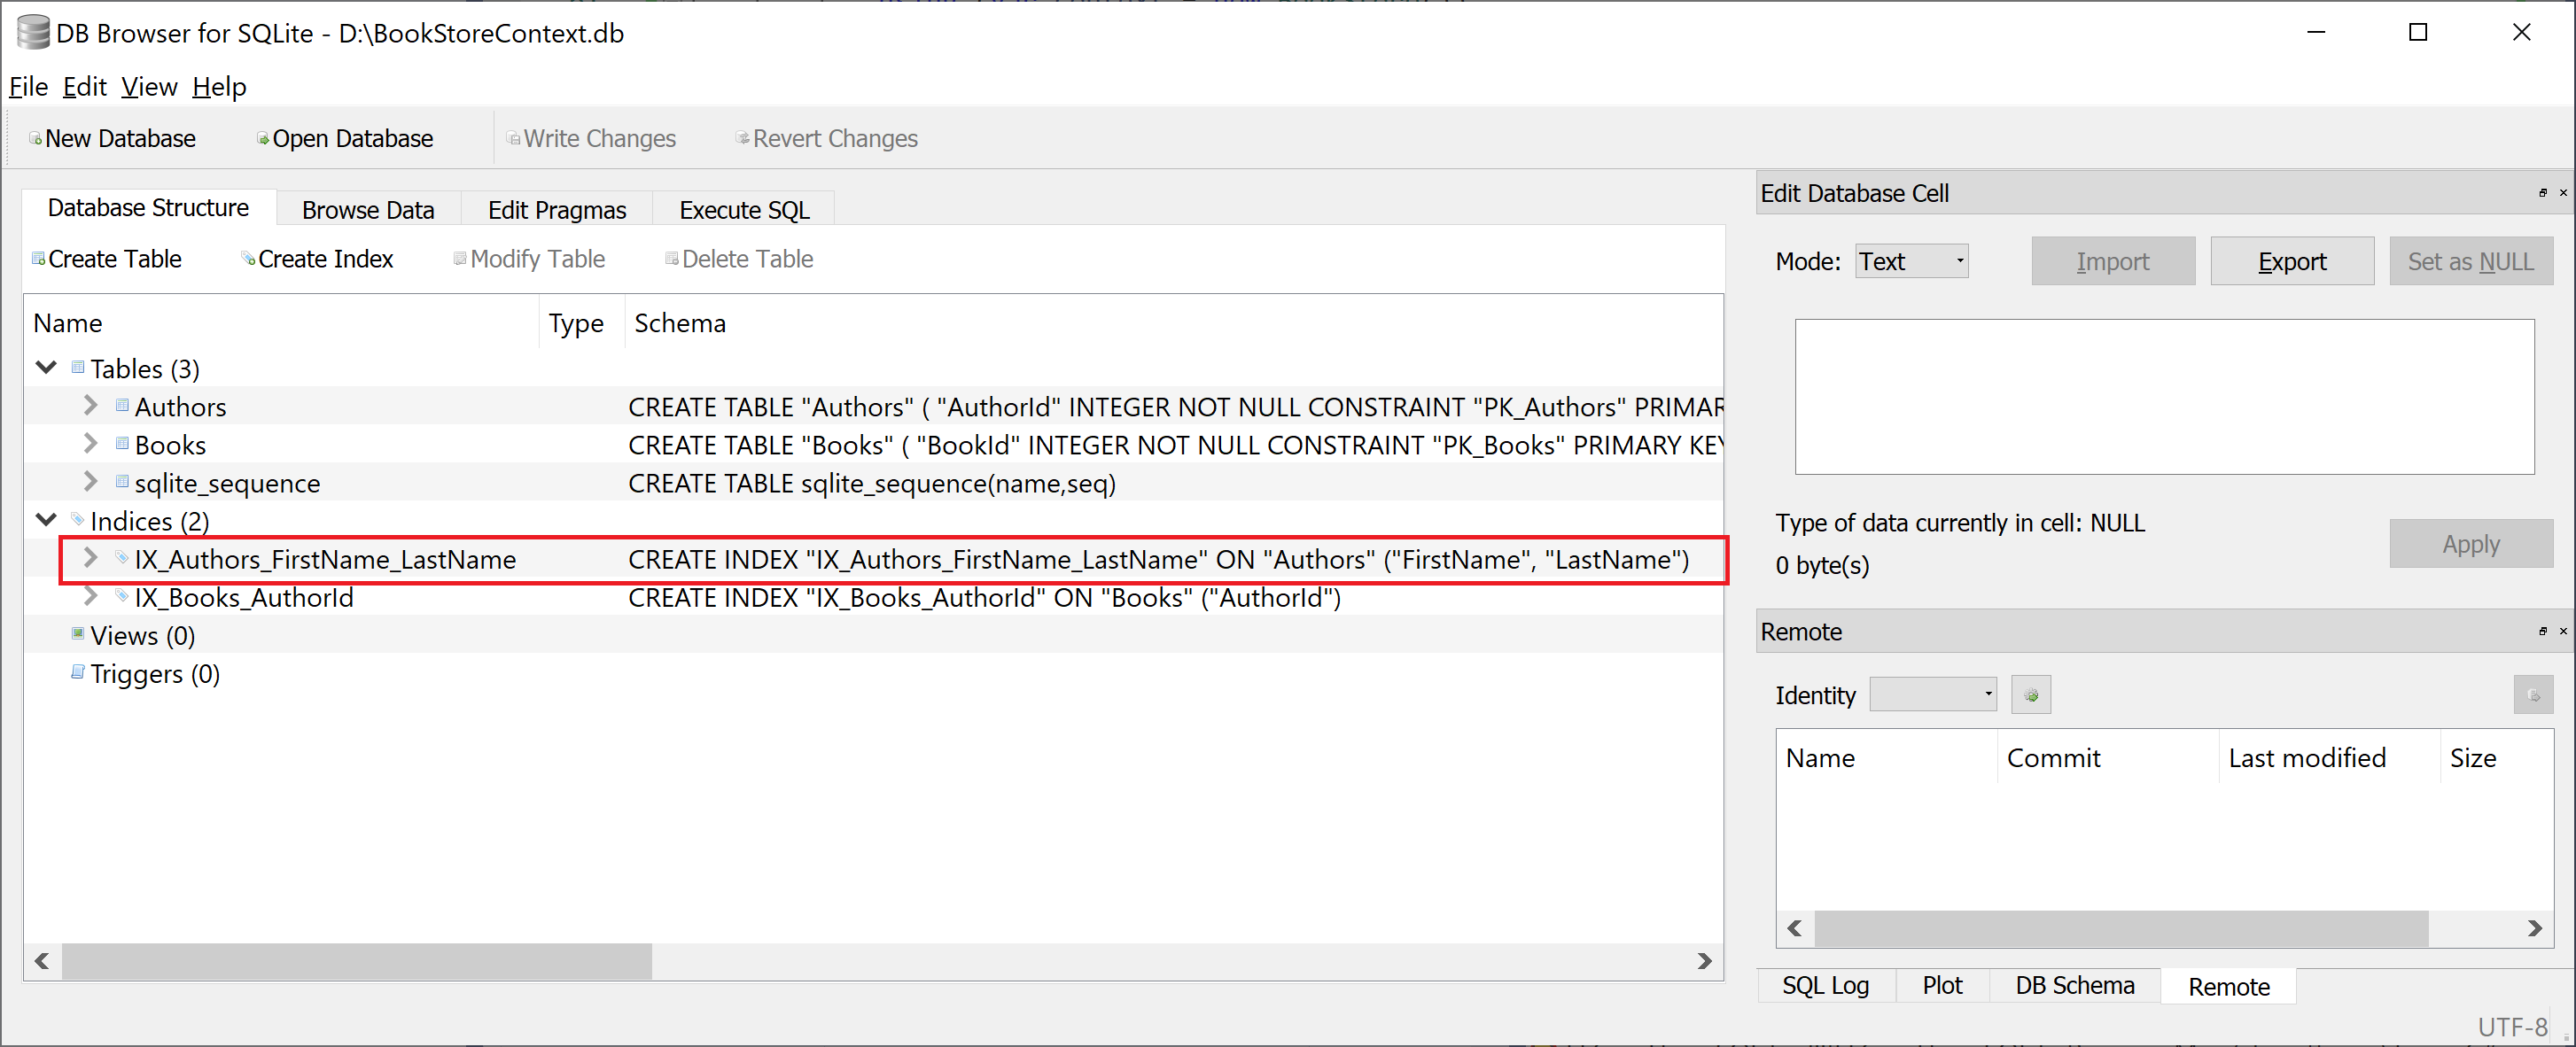 DB Browser for SQLite - D:\BookStoreContext.db
File Edit View Help
New Database Open Database Write Changes Revert Changes
Database Structure Browse Data Edit Pragmas Execute SQL
Create Table Create Index Modify Table Delete Table
Name Type Schema
Tables (3)
Authors CREATE TABLE "Authors" ( "AuthorId" INTEGER NOT NULL CONSTRAINT "PK_Authors" PRIMAR
Books CREATE TABLE "Books" ( "BookId" INTEGER NOT NULL CONSTRAINT "PK_Books" PRIMARY KEY
sqlite_sequence CREATE TABLE sqlite_sequence(name,seq)
Indices (2)
IX_Authors_FirstName_LastName CREATE INDEX "IX_Authors_FirstName_LastName" ON "Authors" ("FirstName", "LastName")
IX_Books_AuthorId CREATE INDEX "IX_Books_AuthorId" ON "Books" ("AuthorId")
Views (0)
Triggers (0)
Edit Database Cell
Mode: Text Import Export Set as NULL
Type of data currently in cell: NULL
0 byte(s)
Apply
Remote
Identity
Name Commit Last modified Size
SQL Log Plot DB Schema Remote
UTF-8